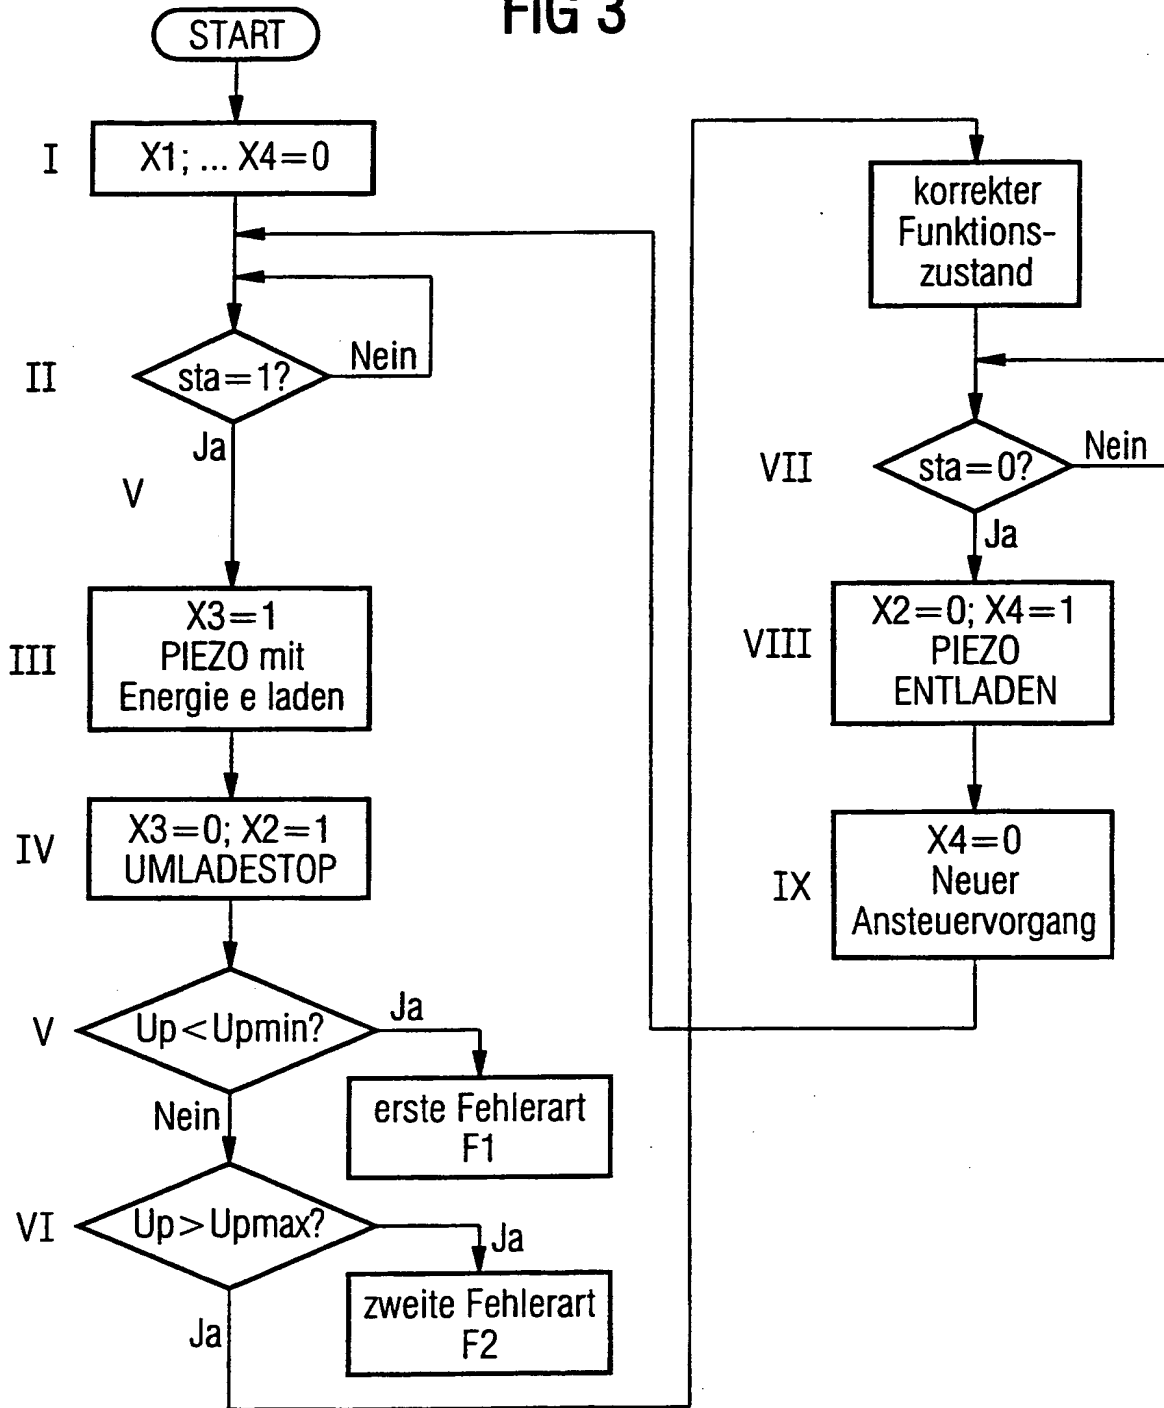 FIG 3
START
I
X1; ... X4=0
II
sta=1?
Nein
Ja
V
III
X3=1
PIEZO mit
Energie e laden
IV
X3=0; X2=1
UMLADESTOP
V
Up<Upmin?
Ja
Nein
erste Fehlerart
F1
VI
Up>Upmax?
Ja
Ja
zweite Fehlerart
F2
korrekter
Funktions-
zustand
VII
sta=0?
Nein
Ja
VIII
X2=0; X4=1
PIEZO
ENTLADEN
IX
X4=0
Neuer
Ansteuervorgang